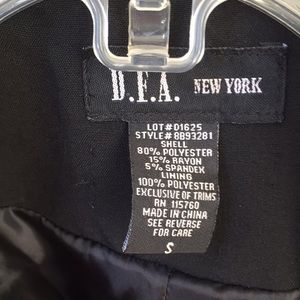 D.F.A. NEW YORK
LOT#D1625
STYLE#8B93281
SHELL
80% POLYESTER
15% RAYON
5% SPANDEX
LINING
100% POLYESTER
EXCLUSIVE OF TRIMS
RN 115760
MADE IN CHINA
SEE REVERSE
FOR CARE
S